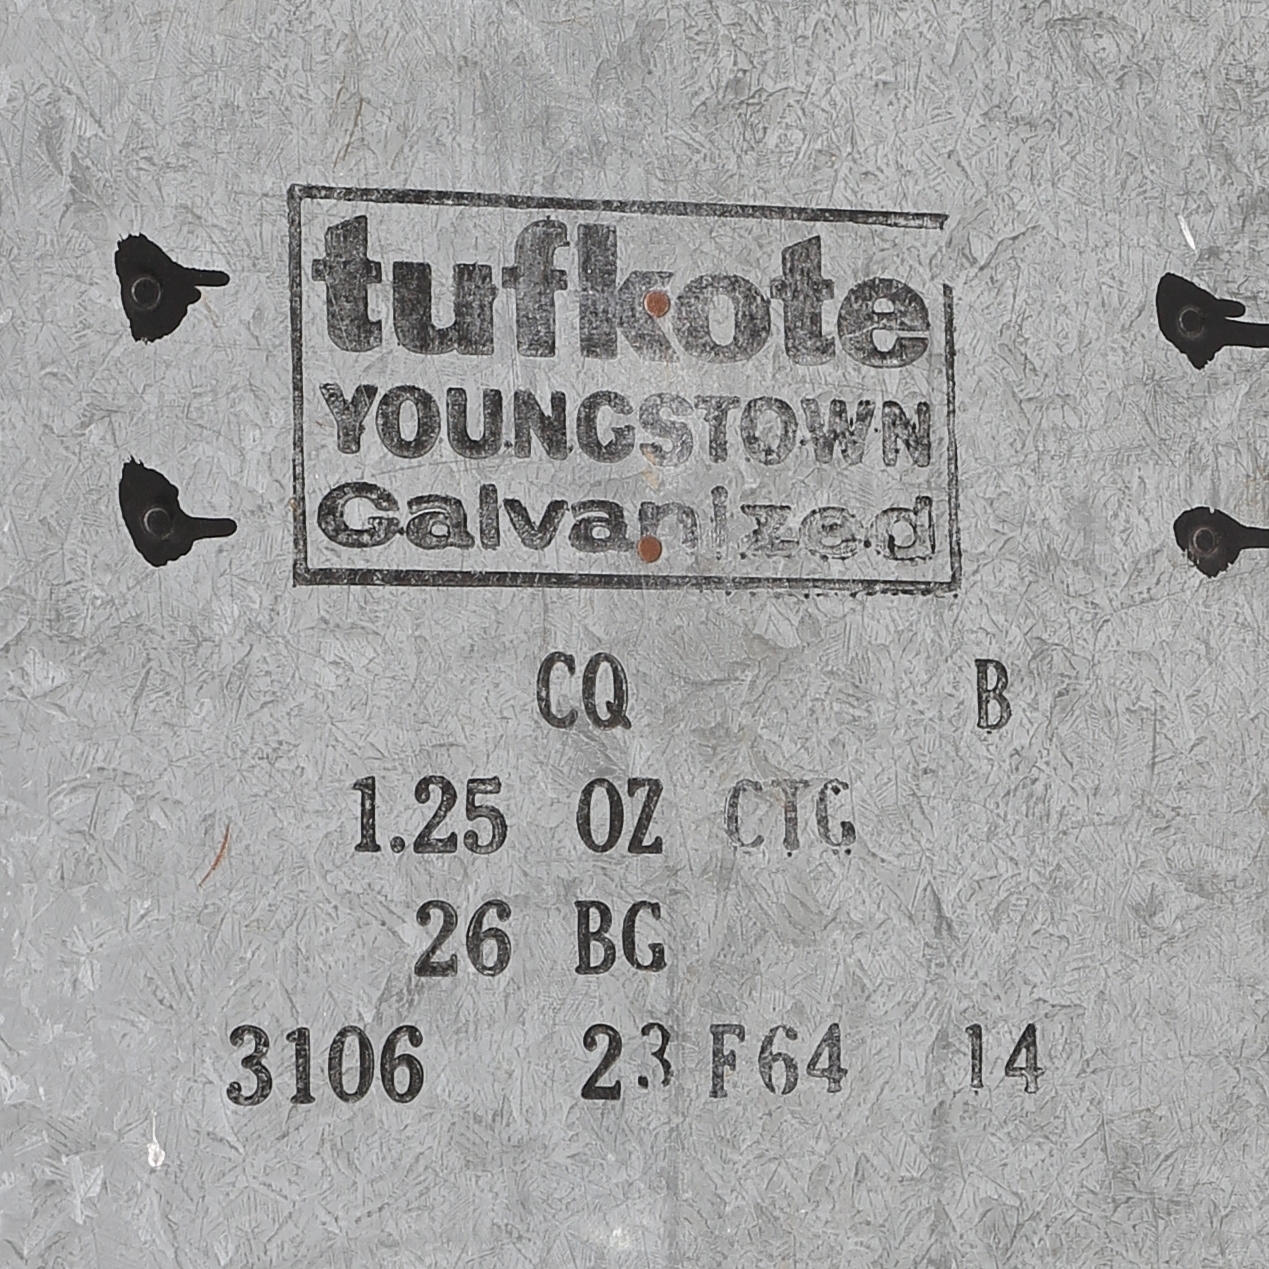 tufkote
YOUNGSTOWN
Galvanized
CQ B
1.25 OZ CTG
26 BG
3106 23 F64 14